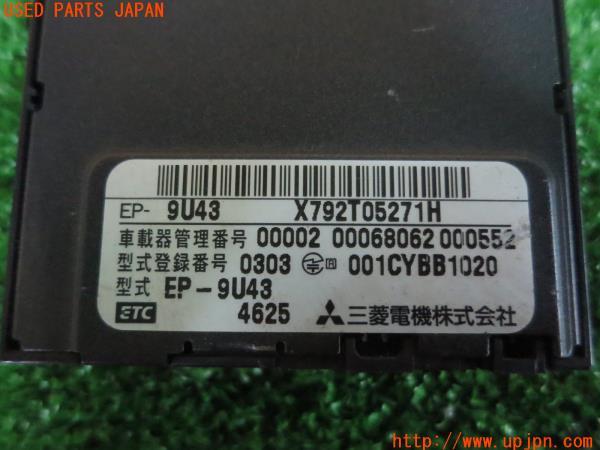 USED PARTS JAPAN
EP- 9U43 X792T05271H
車載器管理番号 00002 00068062 000552
型式登録番号 0303 001CYBB1020
型式 EP-9U43
ETC 4625 三菱電機株式会社
http://www.upjpn.com/